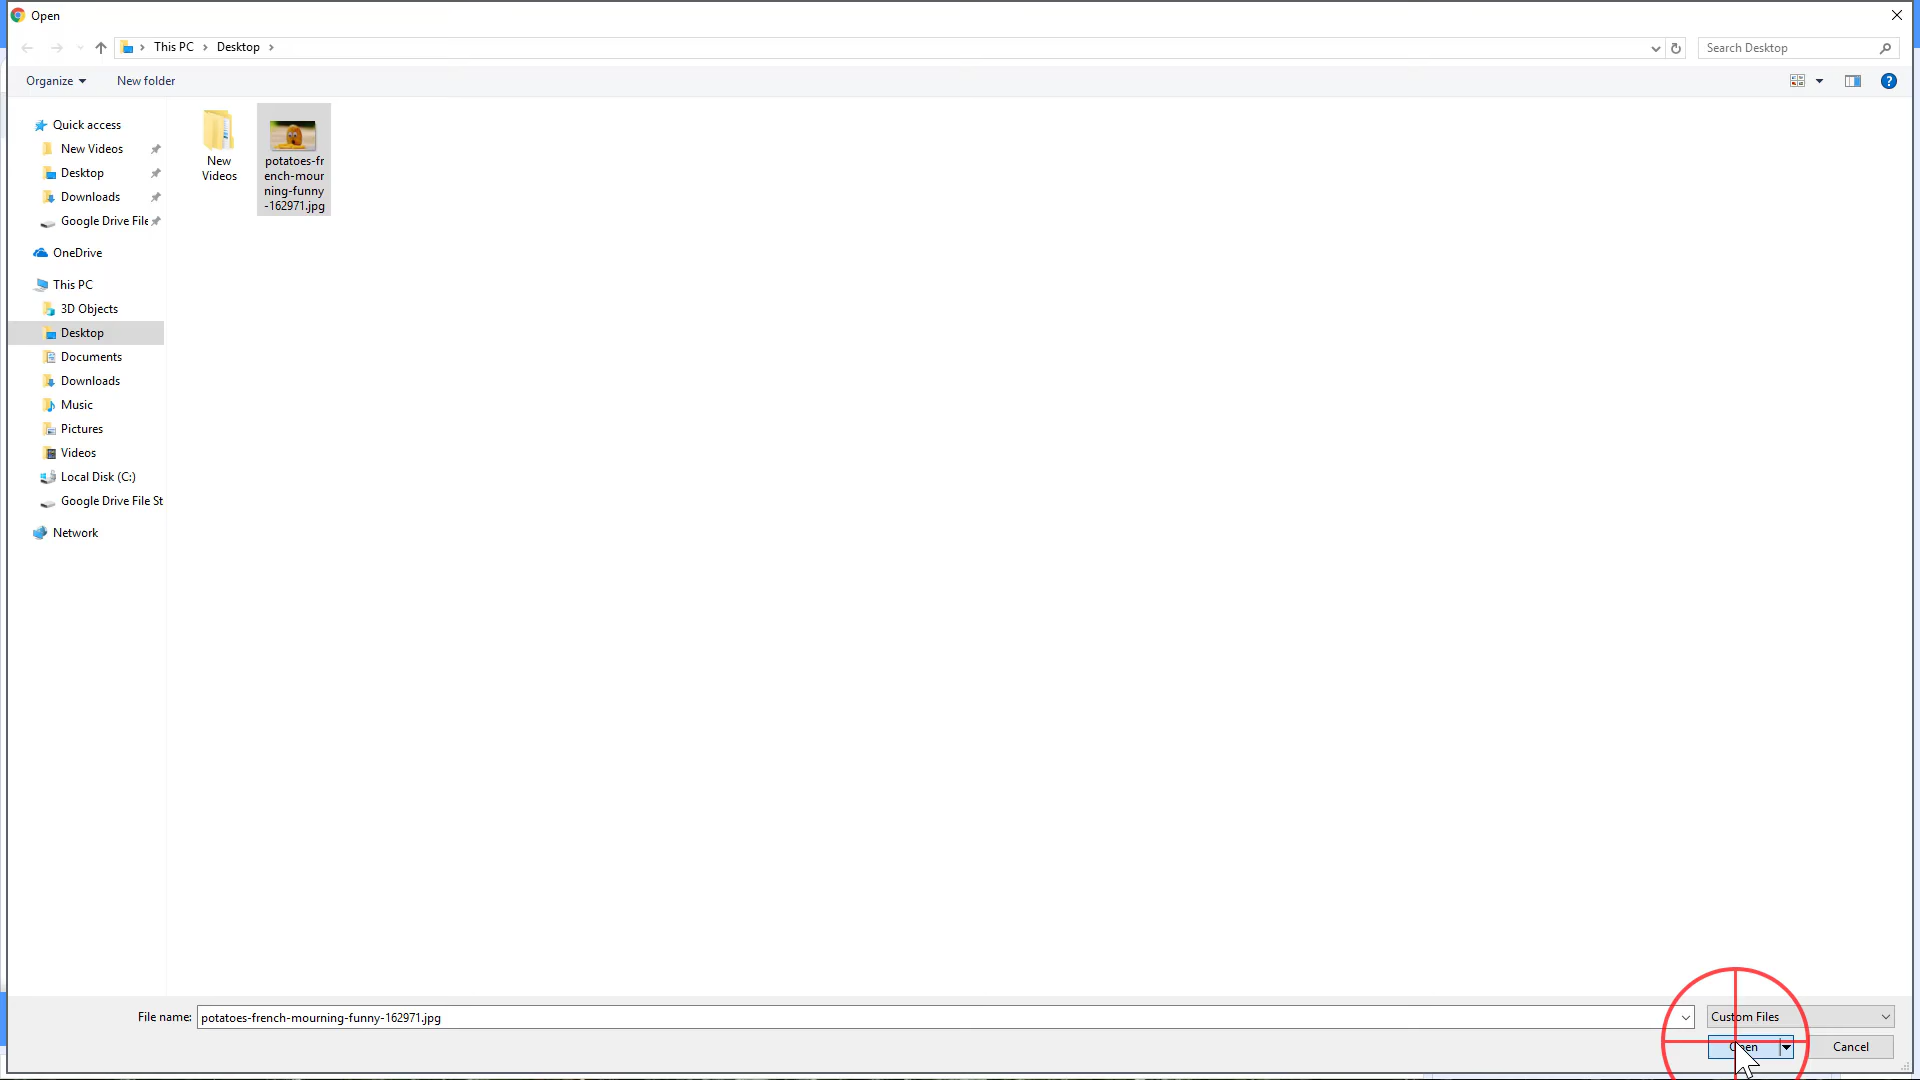 Open
This PC
Desktop
Search Desktop
Organize
New folder
Quick access
New Videos
Desktop
Downloads
Google Drive File
OneDrive
This PC
3D Objects
Desktop
Documents
Downloads
Music
Pictures
Videos
Local Disk (C:)
Google Drive File St
Network
New
Videos
potatoes-fr
ench-mour
ning-funny
-162971.jpg
File name:
potatoes-french-mourning-funny-162971.jpg
Custom Files
Open
Cancel